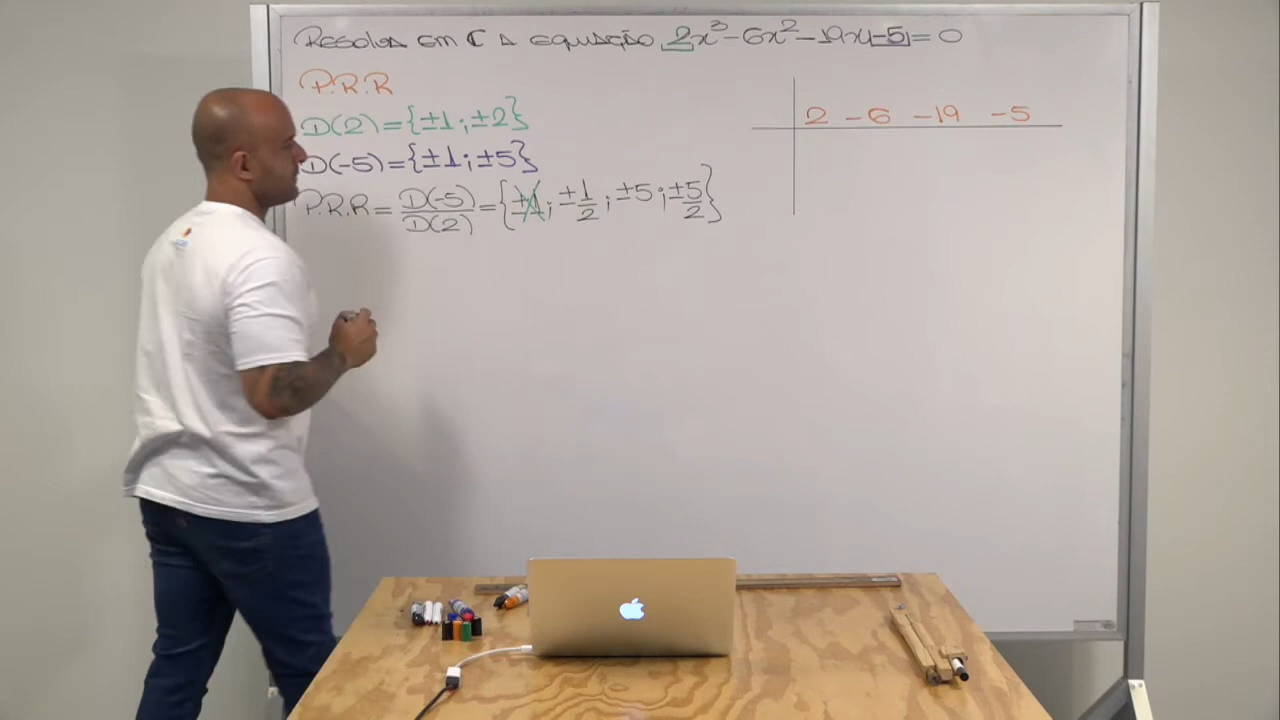 Resolva em ℂ a equação 2x³-6x²-19x-5=0
P.R.R
D(2)={±1;±2}
D(-5)={±1;±5}
P.R.R=D(-5)/D(2)={±1;±1/2;±5;±5/2}
2 -6 -19 -5